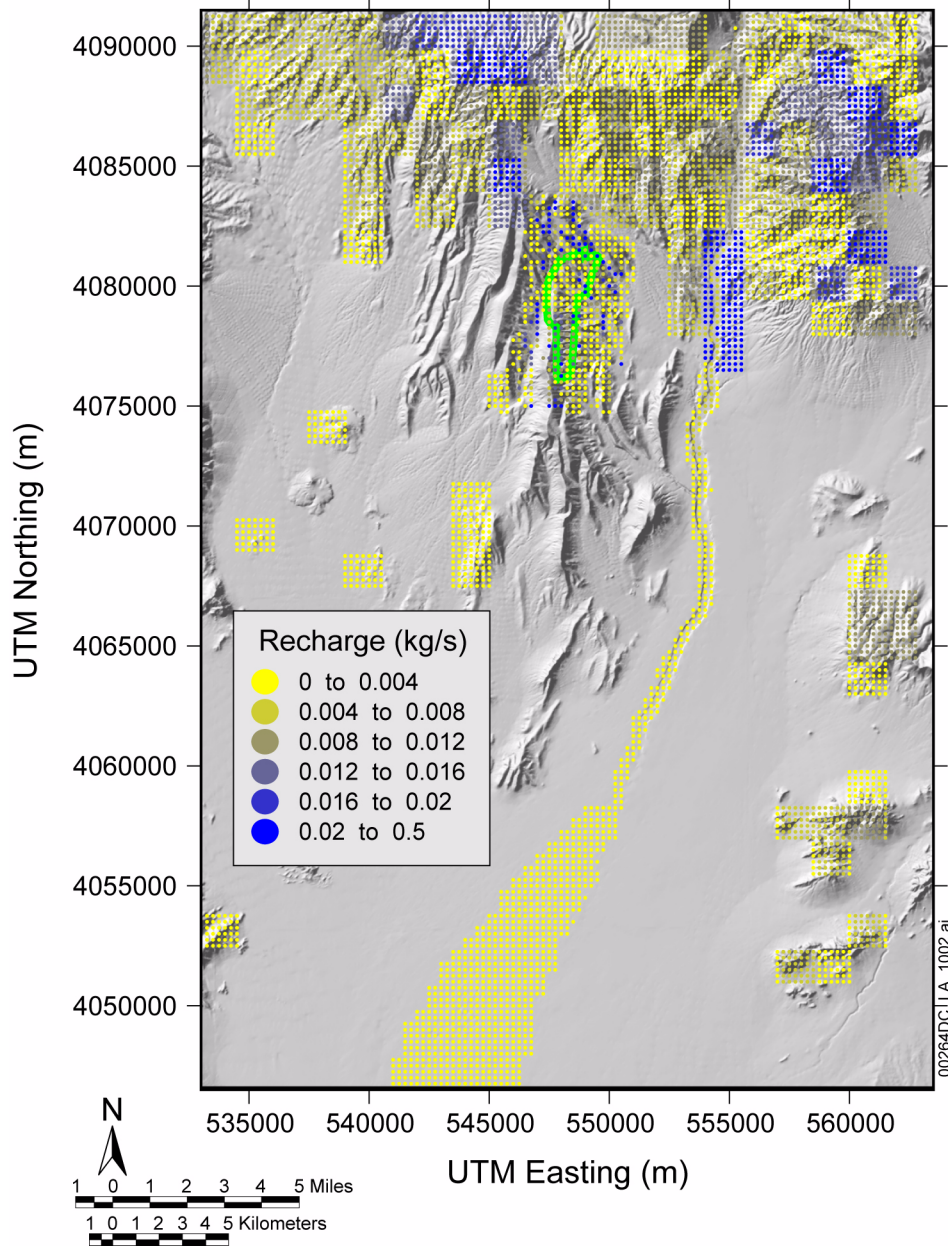 4090000
4085000
4080000
4075000
4070000
4065000
4060000
4055000
4050000
UTM Northing (m)
Recharge (kg/s)
0 to 0.004
0.004 to 0.008
0.008 to 0.012
0.012 to 0.016
0.016 to 0.02
0.02 to 0.5
00264DC_LA_1002.ai
535000 540000 545000 550000 555000 560000
UTM Easting (m)
N
1 0 1 2 3 4 5 Miles
1 0 1 2 3 4 5 Kilometers